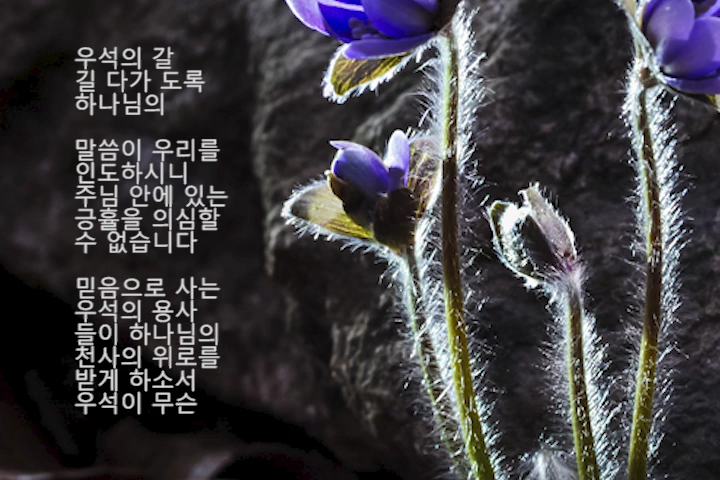 우석의 갈
길 다가 도록
하나님의
말씀이 우리를
인도하시니
주님 안에 있는
긍휼을 의심할
수 없습니다
믿음으로 사는
우석의 용사
들이 하나님의
천사의 위로를
받게 하소서
우석이 무슨